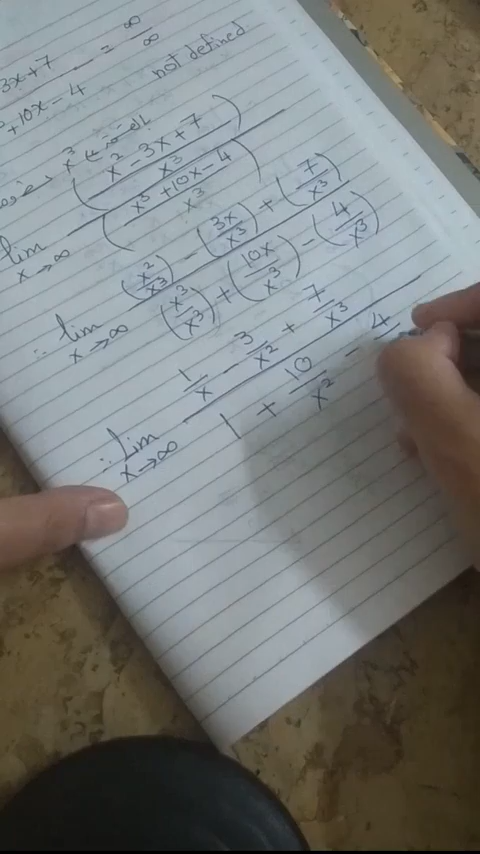 3x+7
+10x-4 = ∞/∞
not defined
x³
(x² - 3x + 7 / x³) / (x³ + 10x - 4 / x³)
lim x→∞
∴ lim x→∞ ((x²/x³) - (3x/x³) + (7/x³)) / ((x³/x³) + (10x/x³) - (4/x³))
∴ lim x→∞ (1/x - 3/x² + 7/x³) / (1 + 10/x² - 4